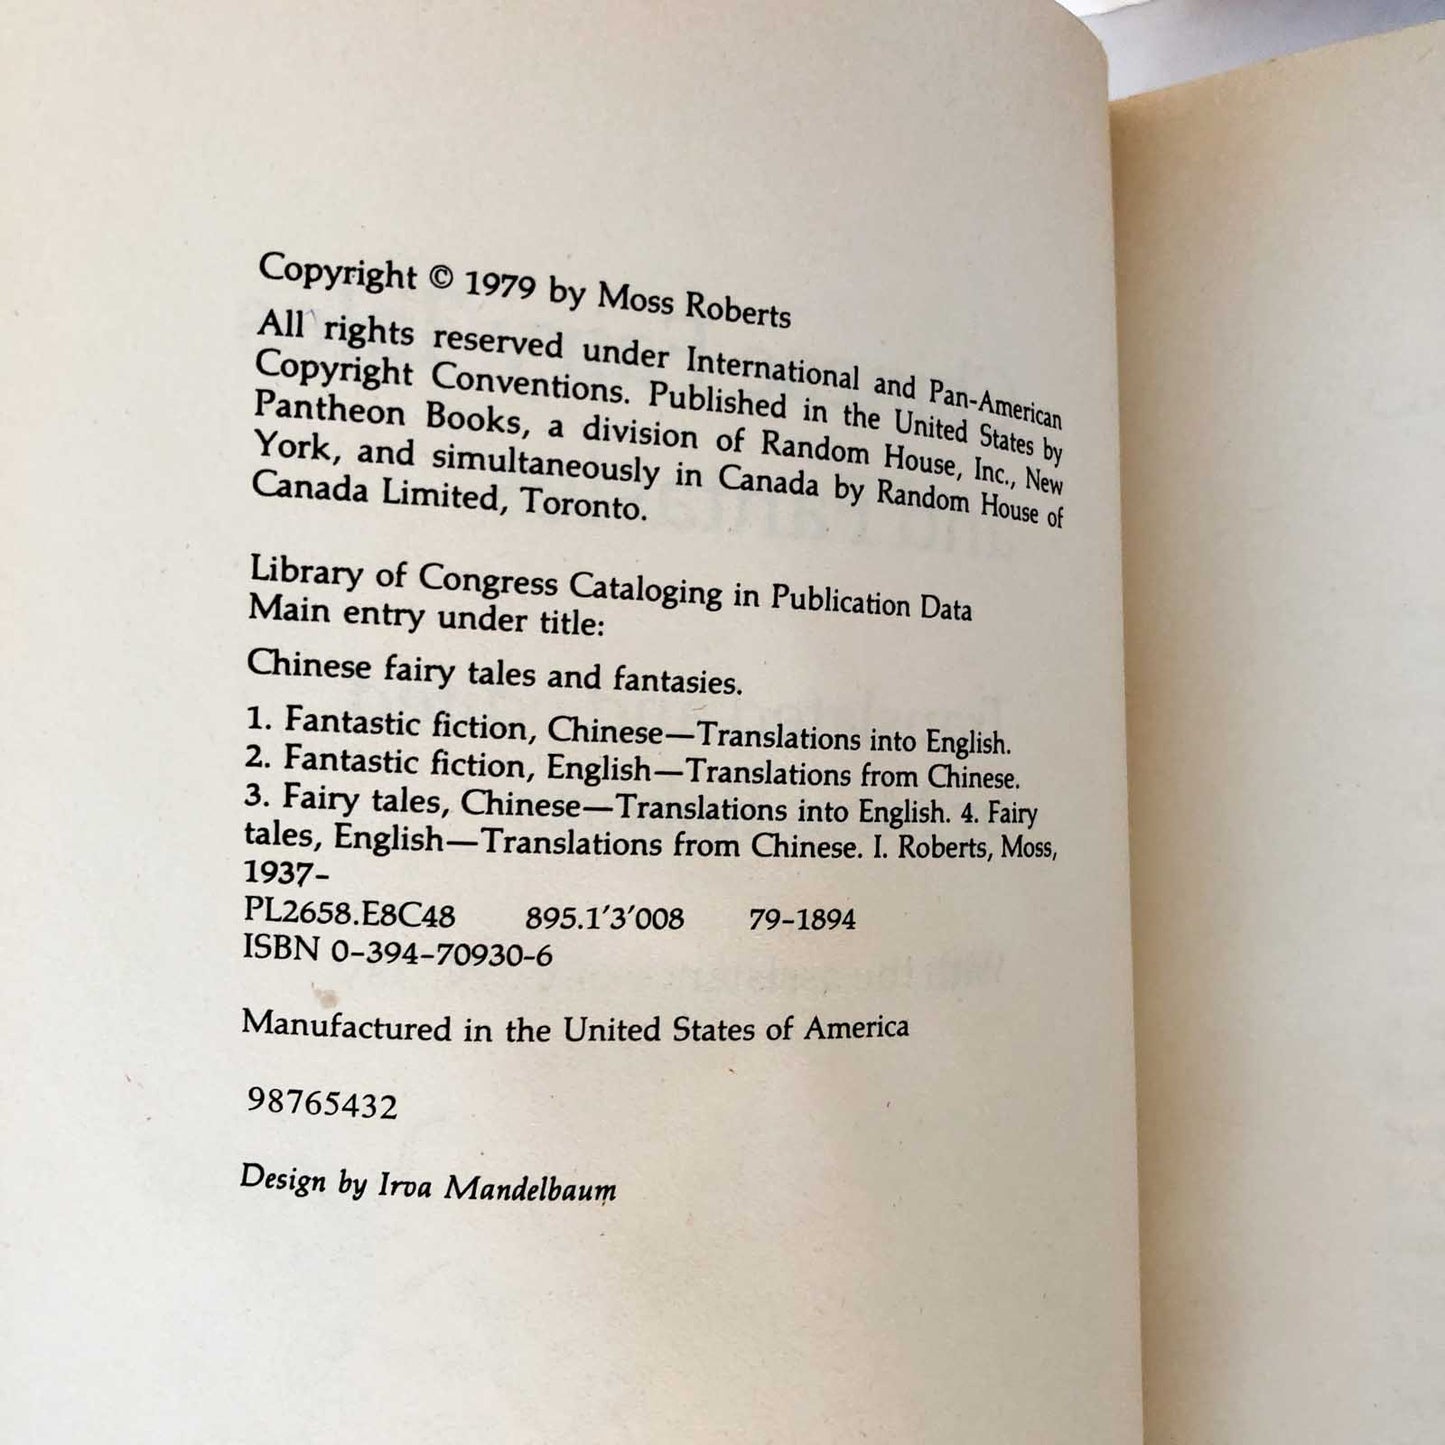 Copyright © 1979 by Moss Roberts
All rights reserved under International and Pan-American
Copyright Conventions. Published in the United States by
Pantheon Books, a division of Random House, Inc., New
York, and simultaneously in Canada by Random House of
Canada Limited, Toronto.
Library of Congress Cataloging in Publication Data
Main entry under title:
Chinese fairy tales and fantasies.
1. Fantastic fiction, Chinese—Translations into English.
2. Fantastic fiction, English—Translations from Chinese.
3. Fairy tales, Chinese—Translations into English. 4. Fairy
tales, English—Translations from Chinese. I. Roberts, Moss,
1937–
PL2658.E8C48 895.1'3'008 79-1894
ISBN 0-394-70930-6
Manufactured in the United States of America
98765432
Design by Irva Mandelbaum